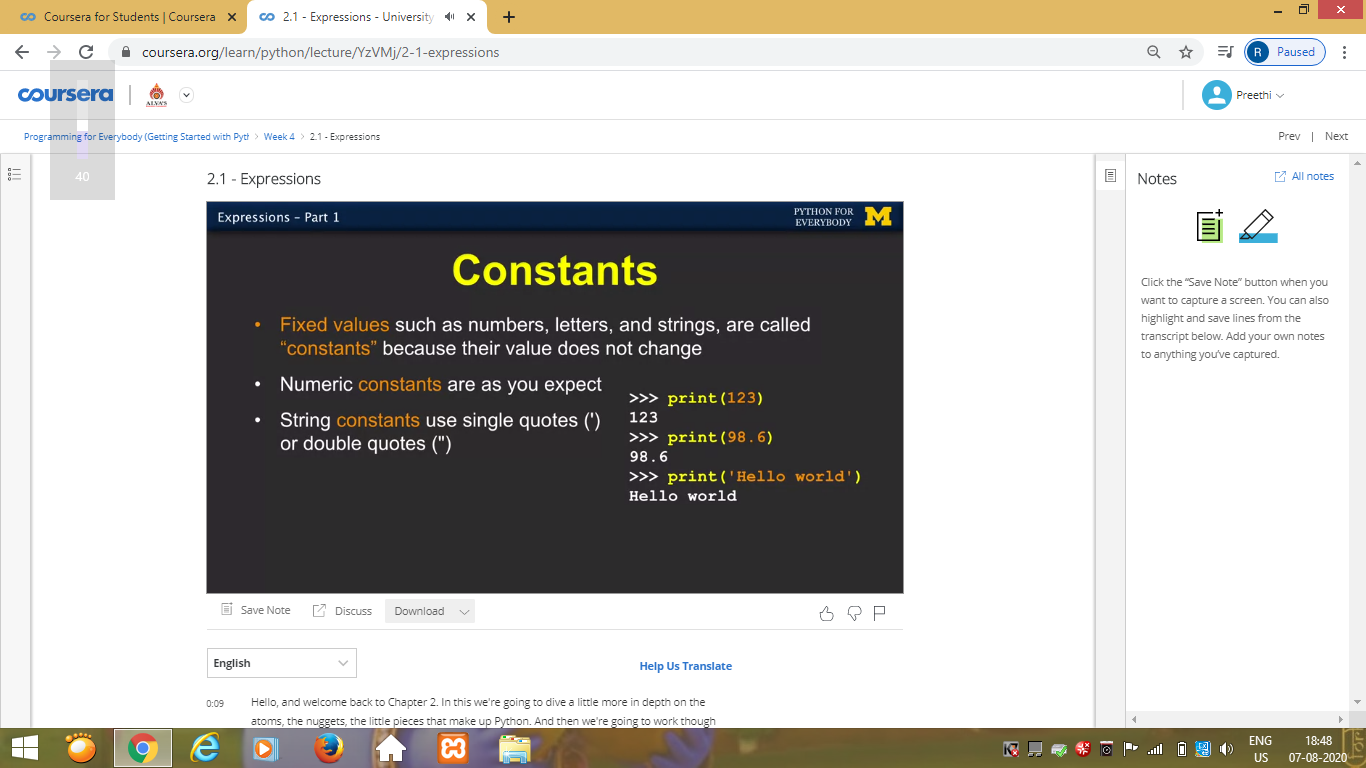 Coursera for Students | Coursera
2.1 - Expressions - University
coursera.org/learn/python/lecture/YzVMj/2-1-expressions
R Paused
coursera
ALVA'S
Preethi
Programming for Everybody (Getting Started with Pyth > Week 4 > 2.1 - Expressions
Prev | Next
40
2.1 - Expressions
Expressions – Part 1
PYTHON FOR
EVERYBODY
M
Constants
• Fixed values such as numbers, letters, and strings, are called
“constants” because their value does not change
• Numeric constants are as you expect
• String constants use single quotes (')
or double quotes (")
>>> print(123)
123
>>> print(98.6)
98.6
>>> print('Hello world')
Hello world
Save Note
Discuss
Download
English
Help Us Translate
0:09 Hello, and welcome back to Chapter 2. In this we're going to dive a little more in depth on the
atoms, the nuggets, the little pieces that make up Python. And then we're going to work though
Notes
All notes
Click the “Save Note” button when you
want to capture a screen. You can also
highlight and save lines from the
transcript below. Add your own notes
to anything you’ve captured.
ENG
US
18:48
07-08-2020